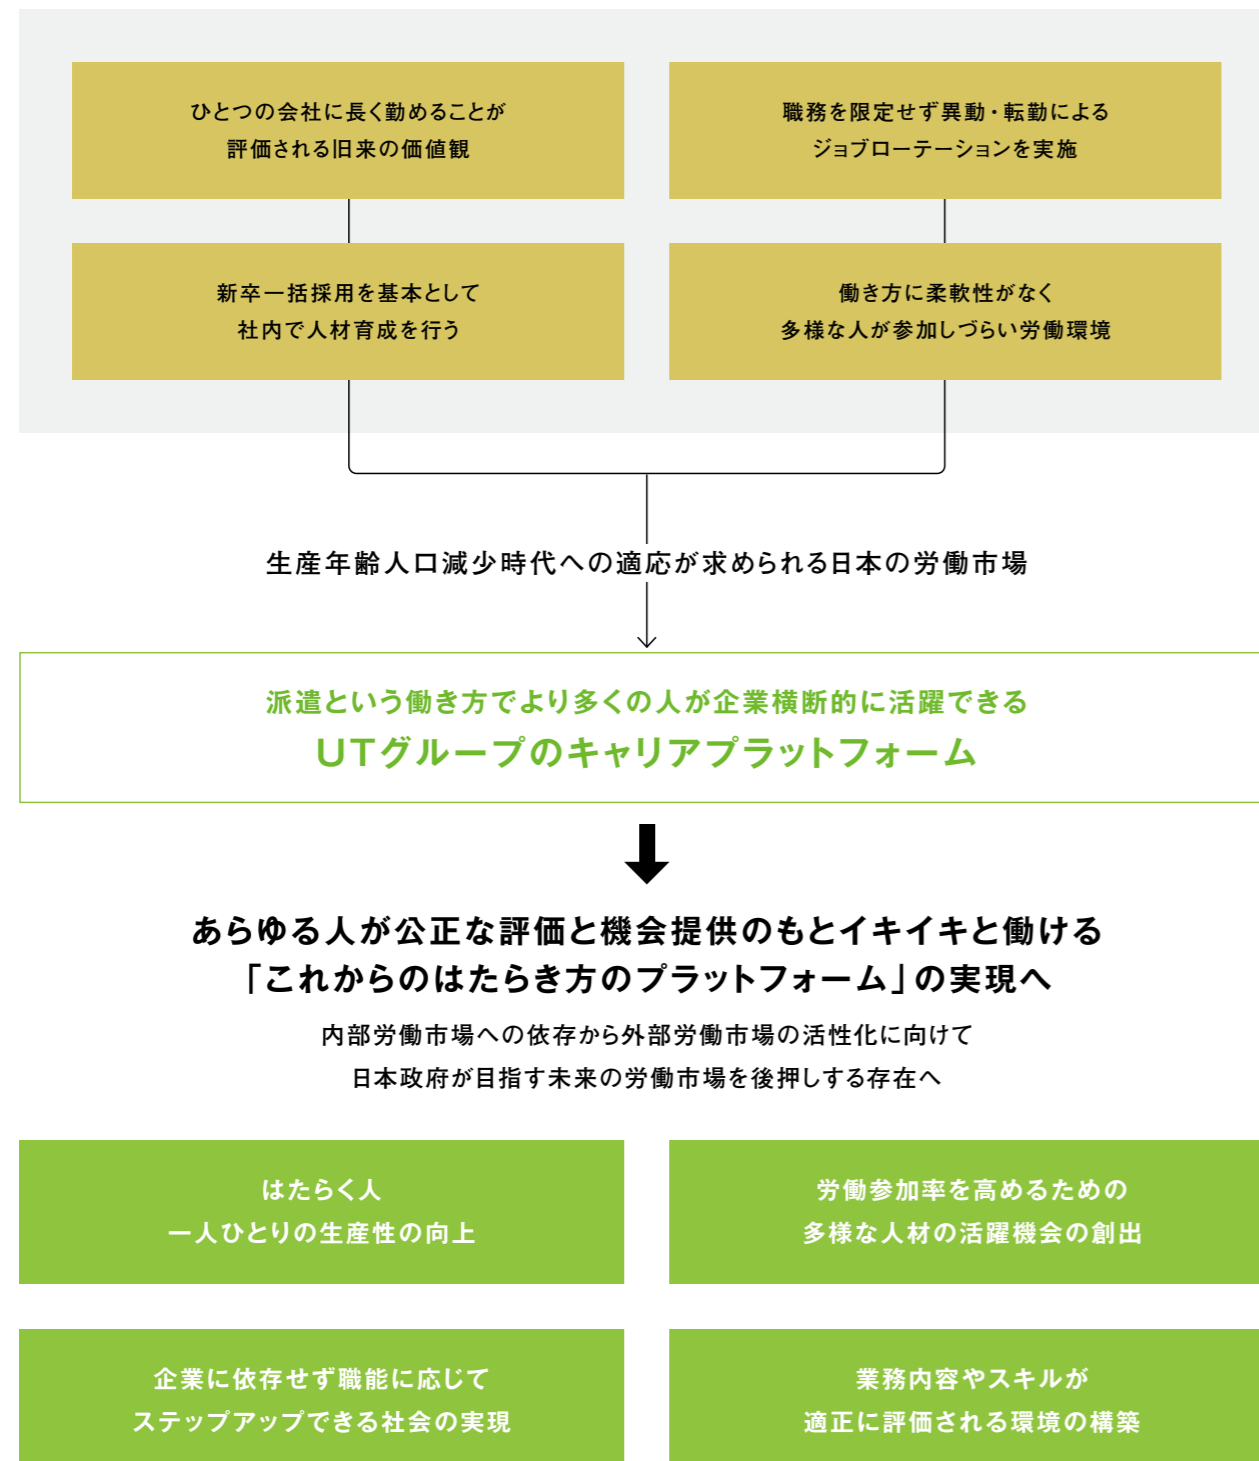 ひとつの会社に長く勤めることが
評価される旧来の価値観
職務を限定せず異動・転勤による
ジョブローテーションを実施
新卒一括採用を基本として
社内で人材育成を行う
働き方に柔軟性がなく
多様な人が参加しづらい労働環境
生産年齢人口減少時代への適応が求められる日本の労働市場
派遣という働き方でより多くの人が企業横断的に活躍できる
UTグループのキャリアプラットフォーム
あらゆる人が公正な評価と機会提供のもとイキイキと働ける
「これからのはたらき方のプラットフォーム」の実現へ
内部労働市場への依存から外部労働市場の活性化に向けて
日本政府が目指す未来の労働市場を後押しする存在へ
はたらく人
一人ひとりの生産性の向上
労働参加率を高めるための
多様な人材の活躍機会の創出
企業に依存せず職能に応じて
ステップアップできる社会の実現
業務内容やスキルが
適正に評価される環境の構築